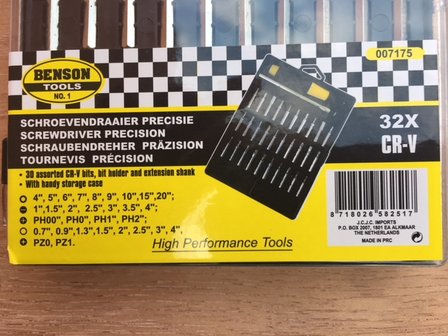 007175
BENSON
TOOLS
NO. 1
SCHROEVENDRAAIER PRECISIE
SCREWDRIVER PRECISION
SCHRAUBENDREHER PRÄZISION
TOURNEVIS PRÉCISION
32X
CR-V
• 30 assorted CR-V bits, bit holder and extension shank
• With handy storage case
4", 5", 6", 7", 8", 9", 10",15",20";
1",1.5", 2", 2.5", 3", 3.5", 4";
PH00", PH0", PH1", PH2";
0.7", 0.9",1.3",1.5", 2", 2.5", 3", 4",
PZ0, PZ1.
High Performance Tools
8 718026 582517
J.C.J.C. IMPORTS
P.O. BOX 2007, 1801 EA ALKMAAR
THE NETHERLANDS
MADE IN PRC